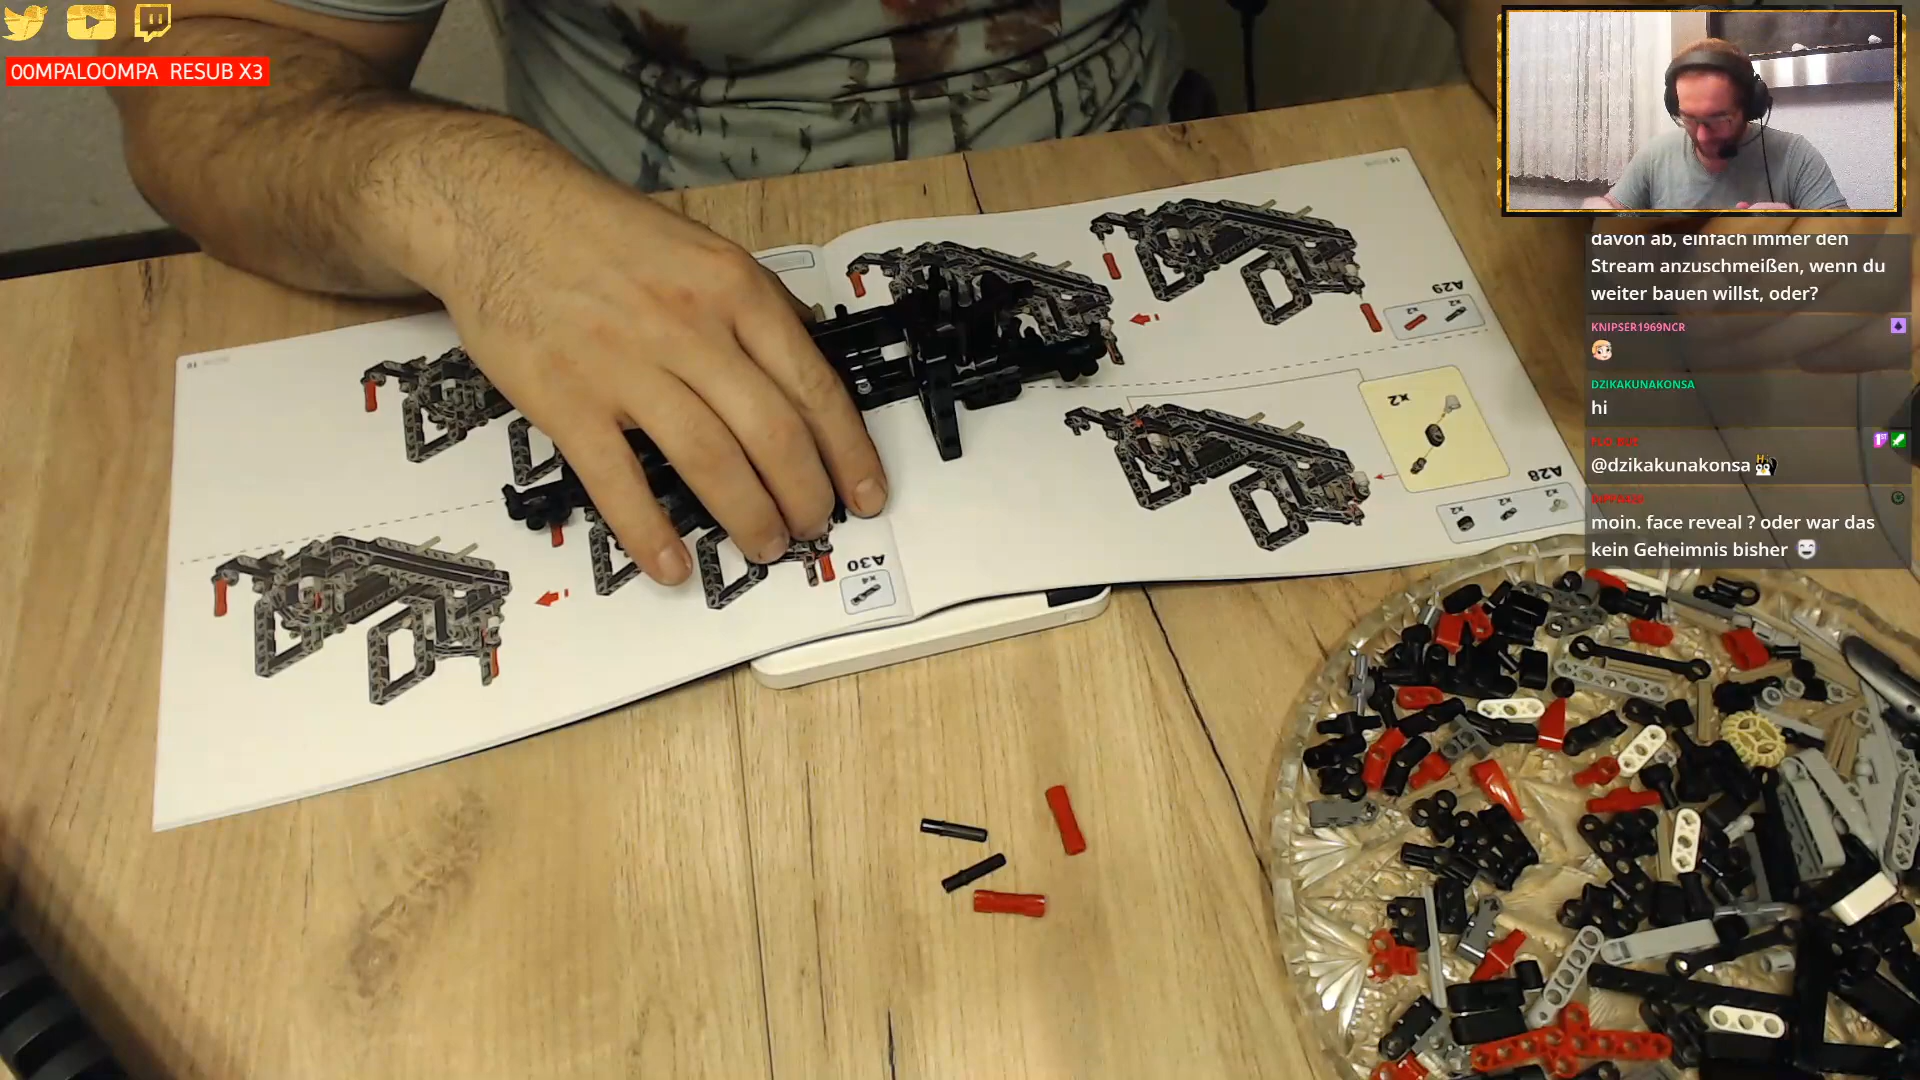 OOMPALOOMPA RESUB X3
davon ab, einfach immer den
Stream anzuschmeißen, wenn du
weiter bauen willst, oder?
KNIPSER1969NCR
DZIKAKUNAKONSA
hi
@dzikakunakonsa
moin. face reveal ? oder war das
kein Geheimnis bisher
A29
x2
x2
x2
A28
x2
x2
x2
A30
x4